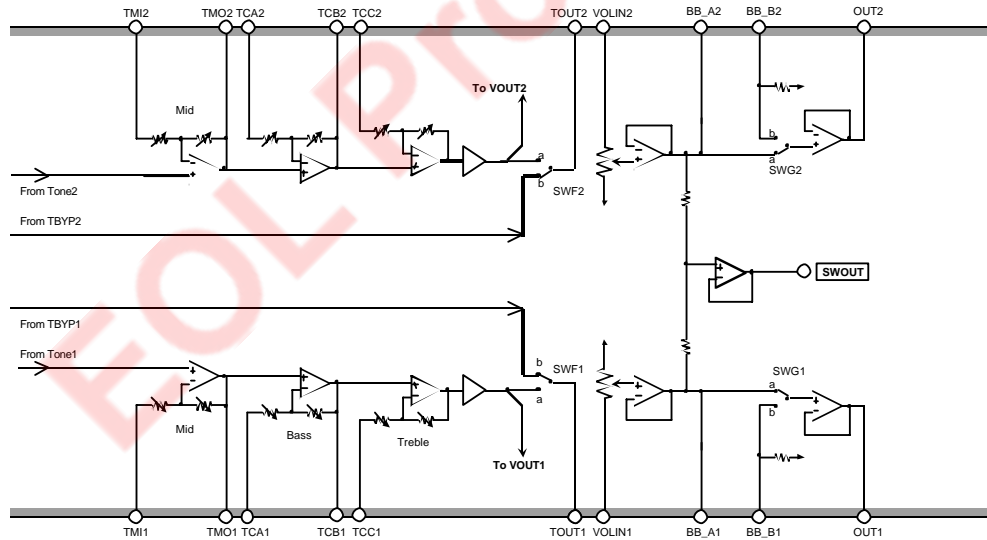 TMI2 TMO2 TCA2 TCB2 TCC2 TOUT2 VOLIN2 BB_A2 BB_B2 OUT2
To VOUT2
Mid
b
a
a
SWG2
b
SWF2
From Tone2
From TBYP2
SWOUT
From TBYP1
From Tone1
b
SWF1
SWG1
a
a
b
Mid
Bass
Treble
To VOUT1
TMI1 TMO1 TCA1 TCB1 TCC1 TOUT1 VOLIN1 BB_A1 BB_B1 OUT1
EOL Pro